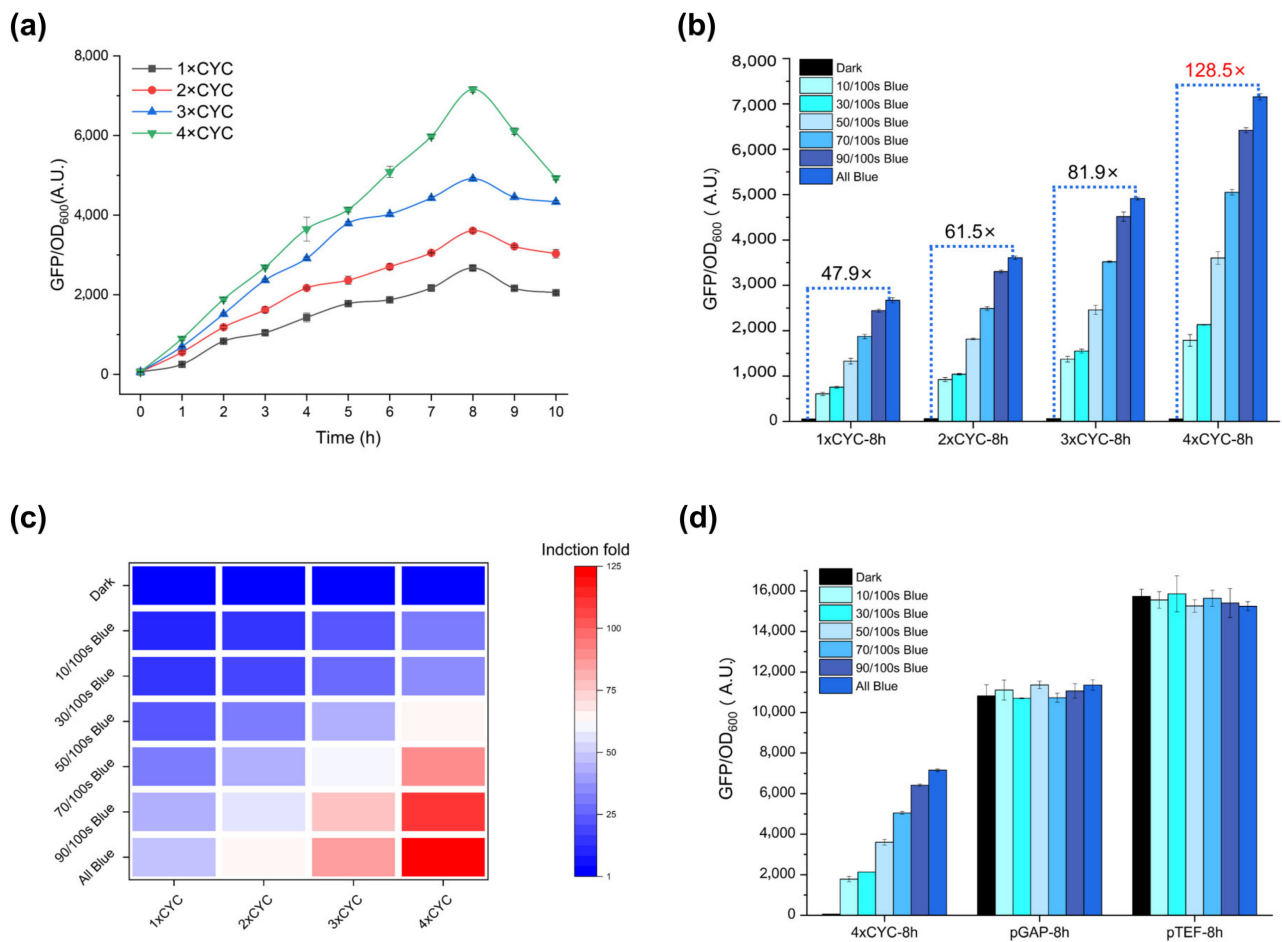 (a)
8,000
6,000
4,000
2,000
0
GFP/OD600(A.U.)
1×CYC
2×CYC
3×CYC
4×CYC
0 1 2 3 4 5 6 7 8 9 10
Time (h)
(b)
8,000
7,000
6,000
5,000
4,000
3,000
2,000
1,000
0
GFP/OD600 ( A.U.)
Dark
10/100s Blue
30/100s Blue
50/100s Blue
70/100s Blue
90/100s Blue
All Blue
47.9×
61.5×
81.9×
128.5×
1xCYC-8h 2xCYC-8h 3xCYC-8h 4xCYC-8h
(c)
Dark
10/100s Blue
30/100s Blue
50/100s Blue
70/100s Blue
90/100s Blue
All Blue
1xCYC 2xCYC 3xCYC 4xCYC
Indction fold
125
100
75
50
25
1
(d)
16,000
14,000
12,000
10,000
8,000
6,000
4,000
2,000
0
GFP/OD600 ( A.U.)
Dark
10/100s Blue
30/100s Blue
50/100s Blue
70/100s Blue
90/100s Blue
All Blue
4xCYC-8h pGAP-8h pTEF-8h